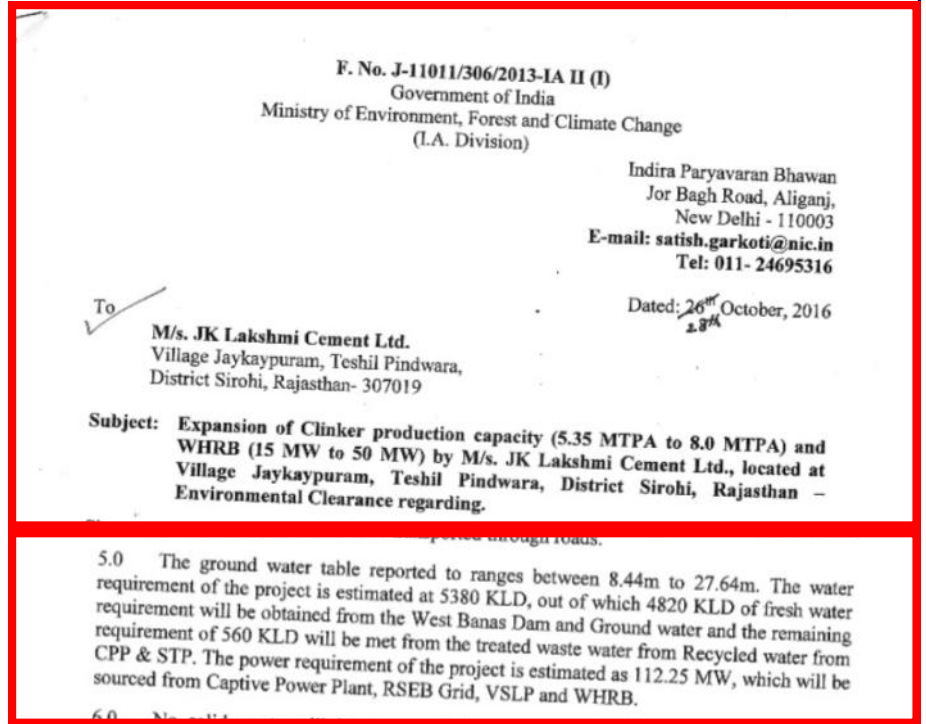 F. No. J-11011/306/2013-IA II (I)
Government of India
Ministry of Environment, Forest and Climate Change
(I.A. Division)
Indira Paryavaran Bhawan
Jor Bagh Road, Aliganj,
New Delhi - 110003
E-mail: satish.garkoti@nic.in
Tel: 011- 24695316
Dated: 26th October, 2016
28th
To
M/s. JK Lakshmi Cement Ltd.
Village Jaykaypuram, Teshil Pindwara,
District Sirohi, Rajasthan- 307019
Subject: Expansion of Clinker production capacity (5.35 MTPA to 8.0 MTPA) and
WHRB (15 MW to 50 MW) by M/s. JK Lakshmi Cement Ltd., located at
Village Jaykaypuram, Teshil Pindwara, District Sirohi, Rajasthan –
Environmental Clearance regarding.
through roads.
5.0 The ground water table reported to ranges between 8.44m to 27.64m. The water
requirement of the project is estimated at 5380 KLD, out of which 4820 KLD of fresh water
requirement will be obtained from the West Banas Dam and Ground water and the remaining
requirement of 560 KLD will be met from the treated waste water from Recycled water from
CPP & STP. The power requirement of the project is estimated as 112.25 MW, which will be
sourced from Captive Power Plant, RSEB Grid, VSLP and WHRB.
6.0